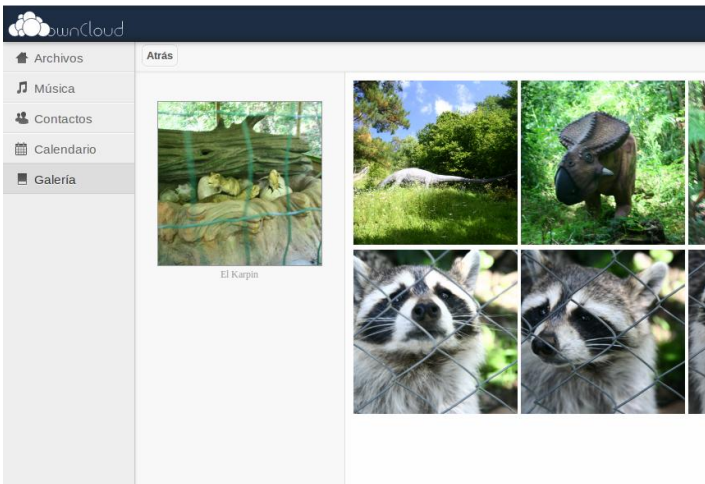 ownCloud
Archivos
Música
Contactos
Calendario
Galería
Atrás
El Karpin